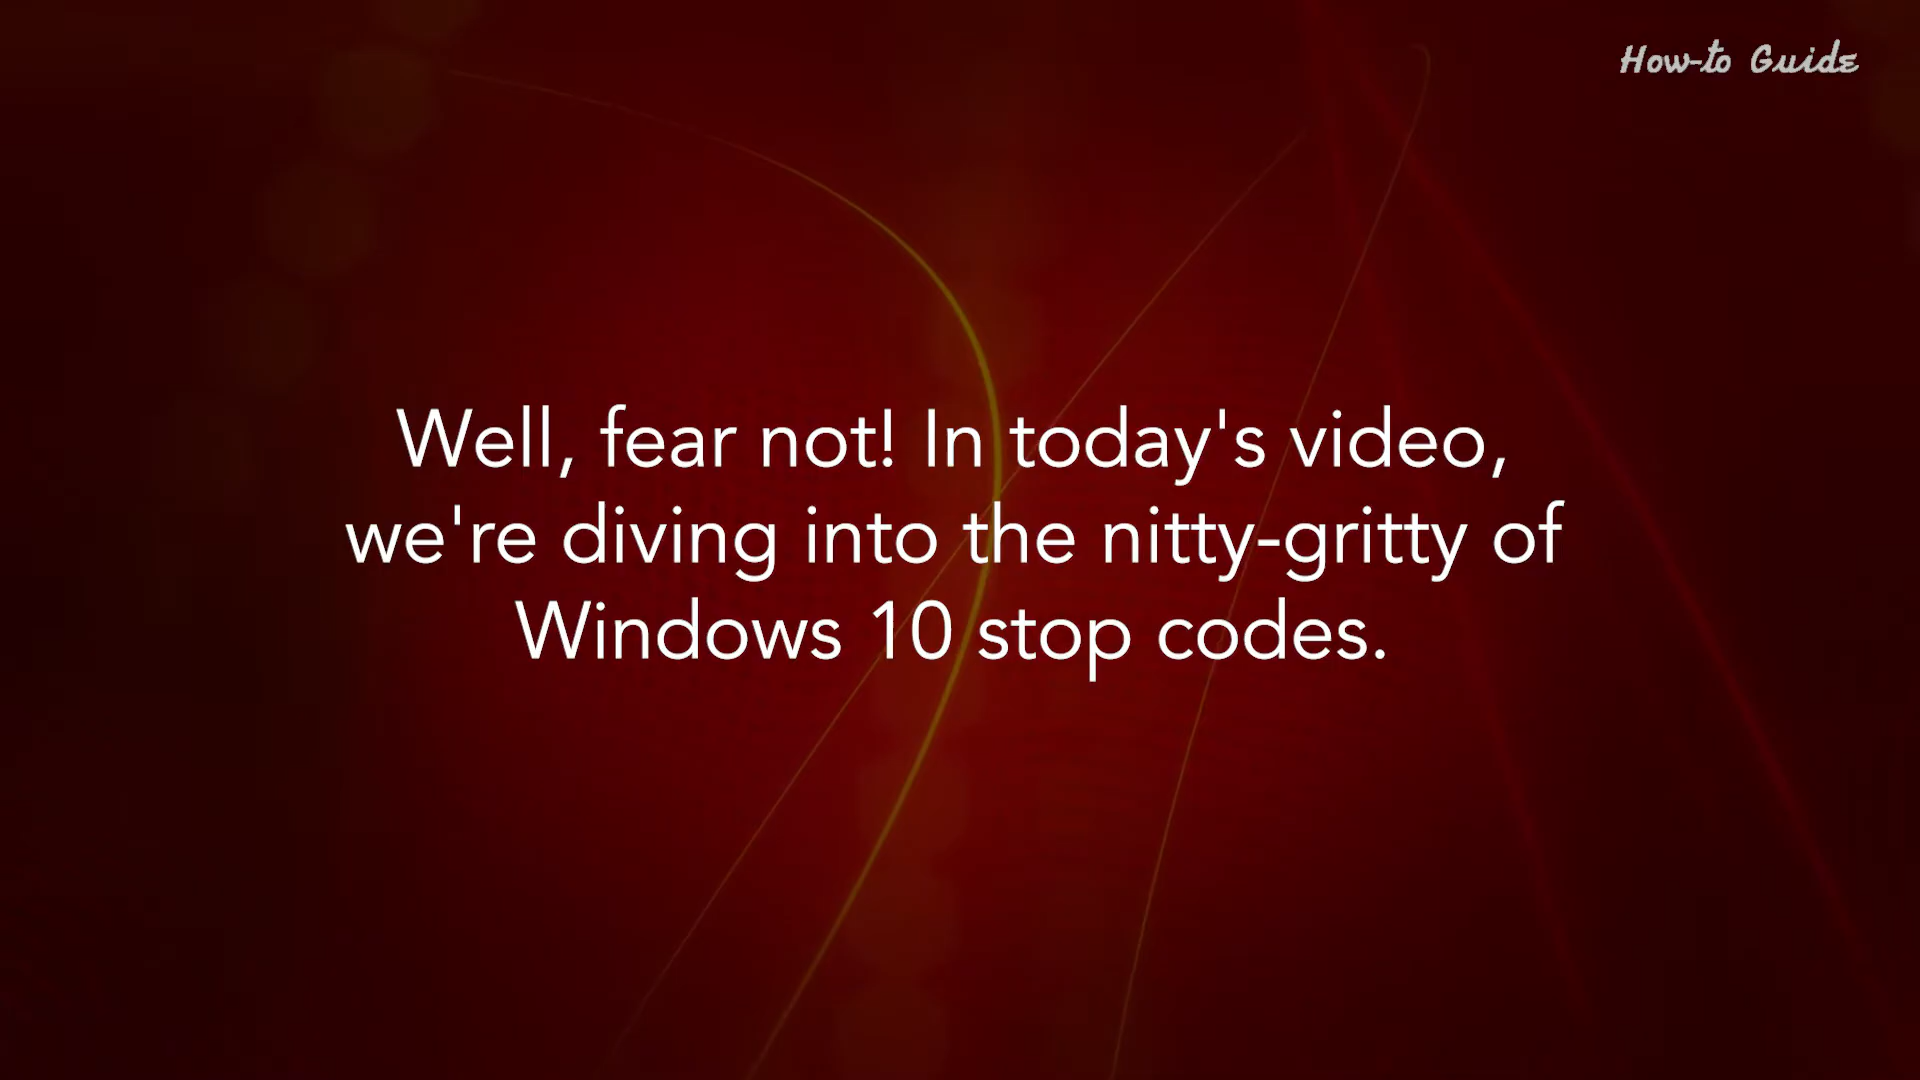 How-to Guide
Well, fear not! In today's video,
we're diving into the nitty-gritty of
Windows 10 stop codes.